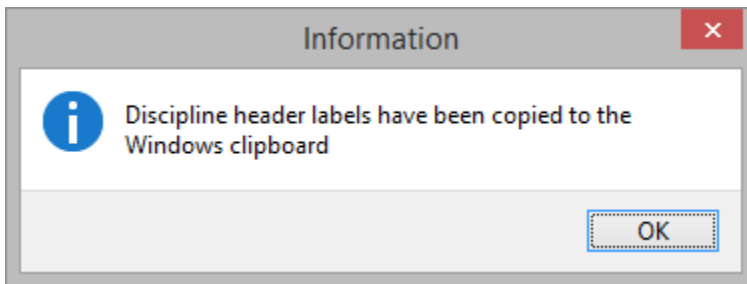 Information
Discipline header labels have been copied to the
Windows clipboard
OK